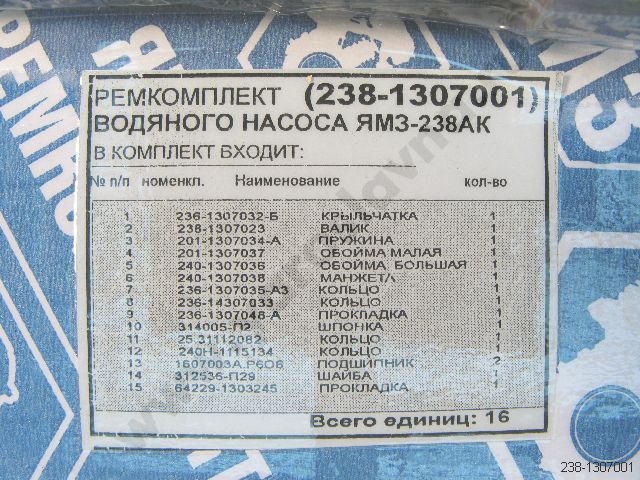 РЕМКОМПЛЕКТ (238-1307001)
ВОДЯНОГО НАСОСА ЯМЗ-238АК
В КОМПЛЕКТ ВХОДИТ:
№ п/п номенкл. Наименование кол-во
1 236-1307032-Б КРЫЛЬЧАТКА 1
2 238-1307023 ВАЛИК 1
3 201-1307034-А ПРУЖИНА 1
4 201-1307037 ОБОЙМА МАЛАЯ 1
5 240-1307036 ОБОЙМА БОЛЬШАЯ 1
6 240-1307038 МАНЖЕТА 1
7 236-1307035-А3 КОЛЬЦО 1
8 236-14307033 КОЛЬЦО 1
9 236-1307048-А ПРОКЛАДКА 1
10 314005-П2 ШПОНКА 1
11 25.31112082 КОЛЬЦО 1
12 240Н-1115134 КОЛЬЦО 1
13 1607003А.Р6Q6 ПОДШИПНИК 2
14 312536-П29 ШАЙБА 1
15 64229-1303245 ПРОКЛАДКА 1
Всего единиц: 16
238-1307001